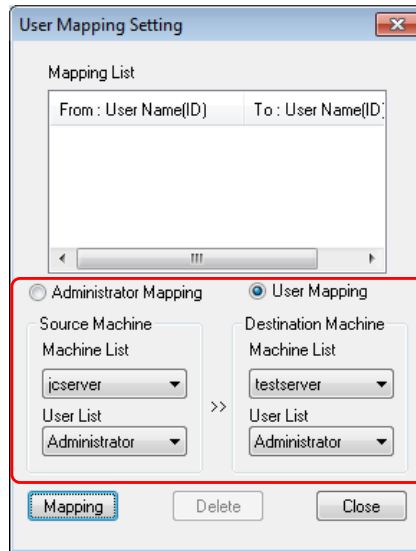 User Mapping Setting
Mapping List
From : User Name(ID) To : User Name(ID)
Administrator Mapping User Mapping
Source Machine Destination Machine
Machine List Machine List
jcserver >> testserver
User List User List
Administrator Administrator
Mapping Delete Close